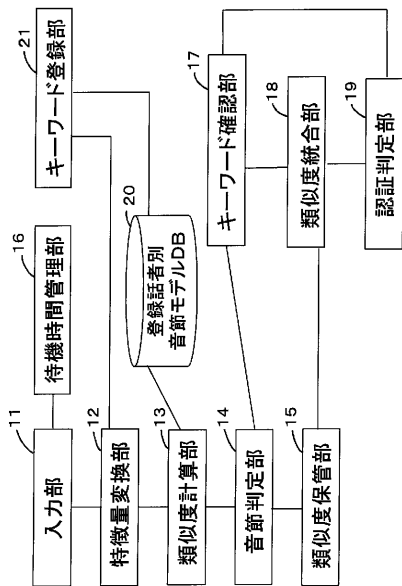 11
入力部
16
待機時間管理部
21
キーワード登録部
12
特徴量変換部
20
登録話者別
音節モデルDB
13
類似度計算部
17
キーワード確認部
14
音節判定部
18
類似度統合部
15
類似度保管部
19
認証判定部